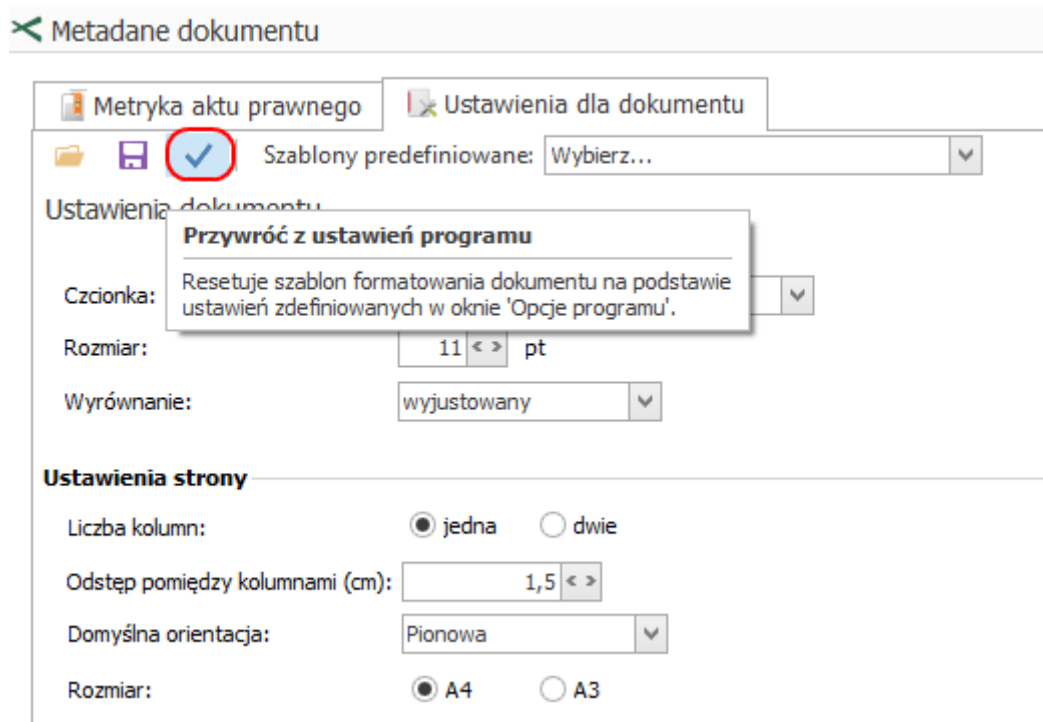 Metadane dokumentu
Metryka aktu prawnego
Ustawienia dla dokumentu
Szablony predefiniowane: Wybierz...
Ustawienia dokumentu
Przywróć z ustawień programu
Resetuje szablon formatowania dokumentu na podstawie
ustawień zdefiniowanych w oknie 'Opcje programu'.
Czcionka:
Rozmiar: 11 pt
Wyrównanie: wyjustowany
Ustawienia strony
Liczba kolumn: jedna dwie
Odstęp pomiędzy kolumnami (cm): 1,5
Domyślna orientacja: Pionowa
Rozmiar: A4 A3